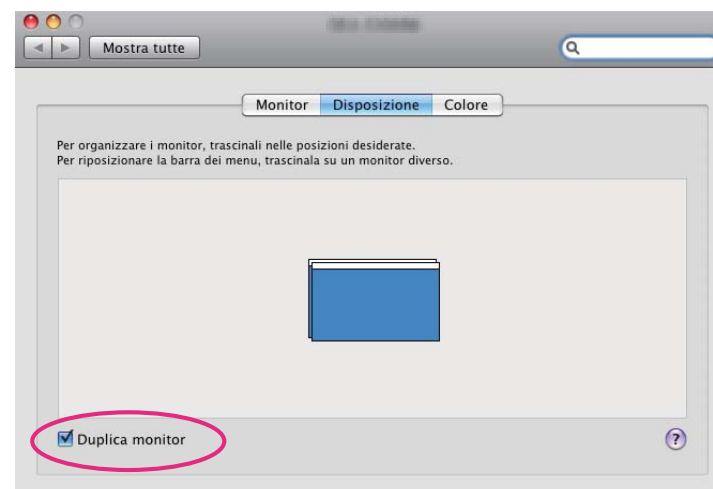 Mostra tutte
Monitor Disposizione Colore
Per organizzare i monitor, trascinali nelle posizioni desiderate.
Per riposizionare la barra dei menu, trascinala su un monitor diverso.
Duplica monitor
?